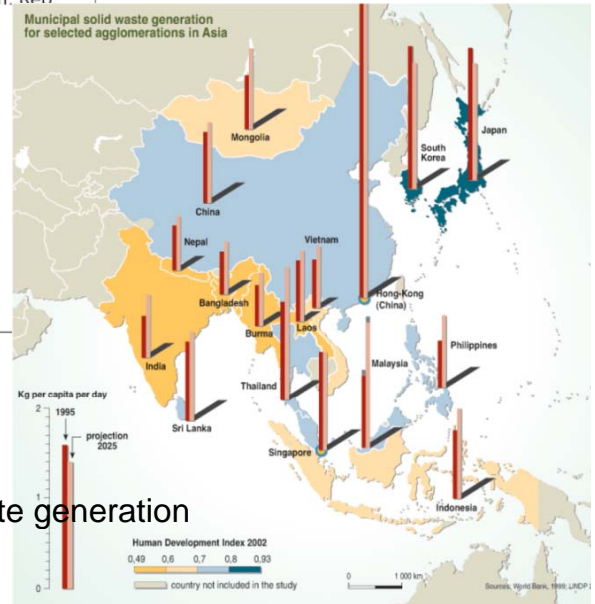 Municipal solid waste generation
for selected agglomerations in Asia
Mongolia
China
South
Korea
Japan
Nepal
Vietnam
Bangladesh
Burma
Laos
Hong-Kong
(China)
India
Sri Lanka
Thailand
Malaysia
Philippines
Singapore
Indonesia
Kg per capita per day
2
1995
projection
2025
1
0
te generation
Human Development Index 2002
0,49 0,6 0,7 0,8 0,93
country not included in the study
0 1 000 km
Sources: World Bank, 1999; UNDP